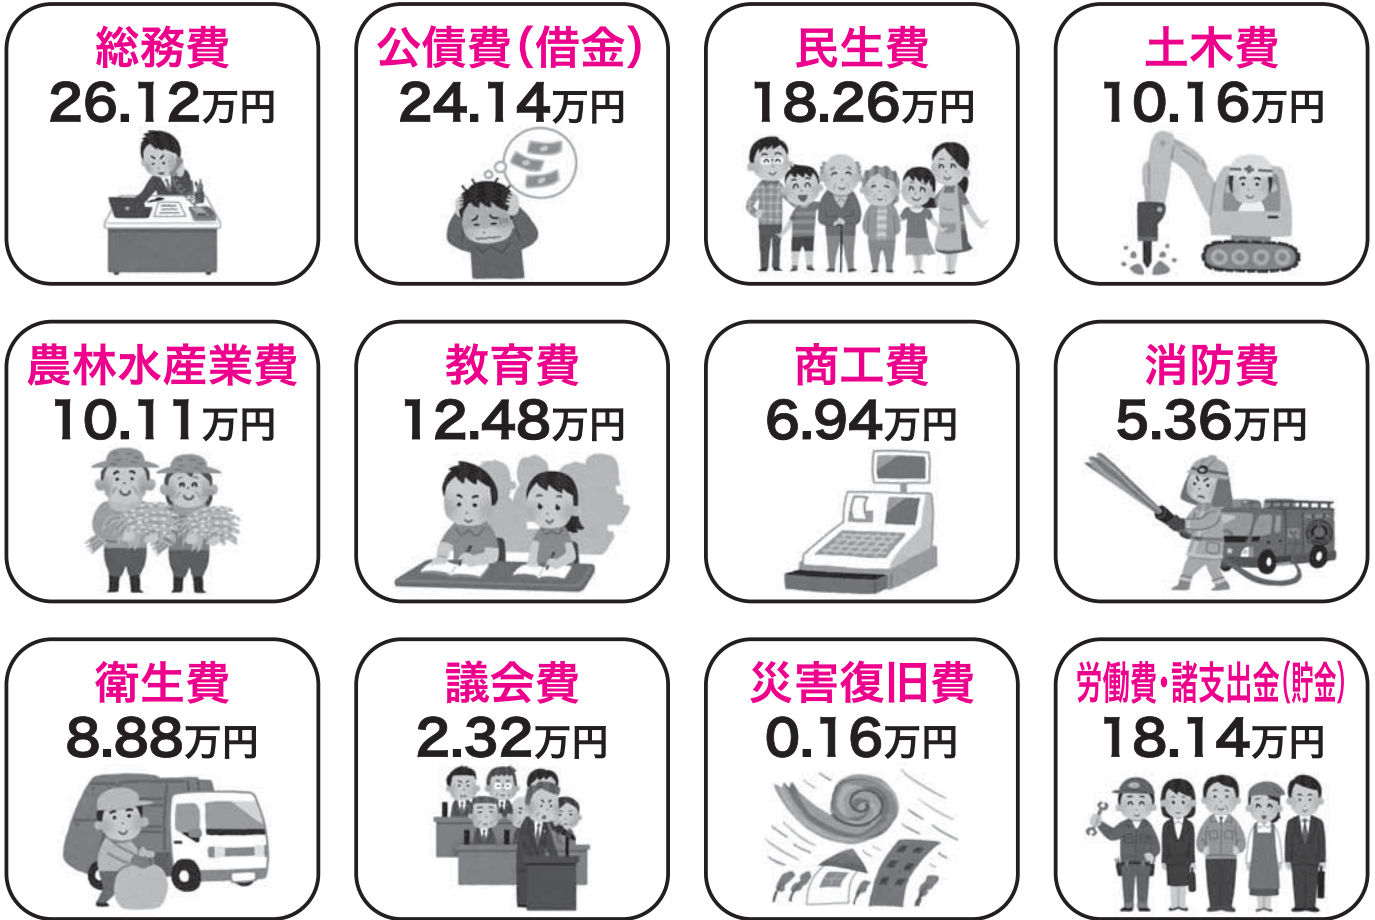 総務費
26.12万円
公債費(借金)
24.14万円
民生費
18.26万円
土木費
10.16万円
農林水産業費
10.11万円
教育費
12.48万円
商工費
6.94万円
消防費
5.36万円
衛生費
8.88万円
議会費
2.32万円
災害復旧費
0.16万円
労働費・諸支出金(貯金)
18.14万円